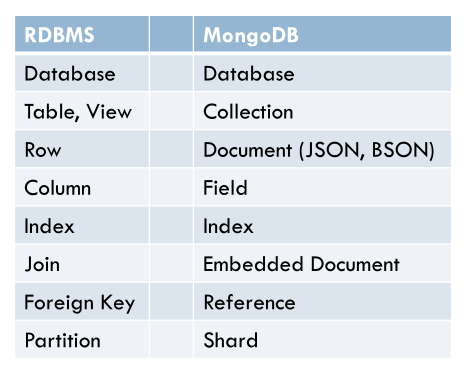 RDBMS MongoDB
Database Database
Table, View Collection
Row Document (JSON, BSON)
Column Field
Index Index
Join Embedded Document
Foreign Key Reference
Partition Shard